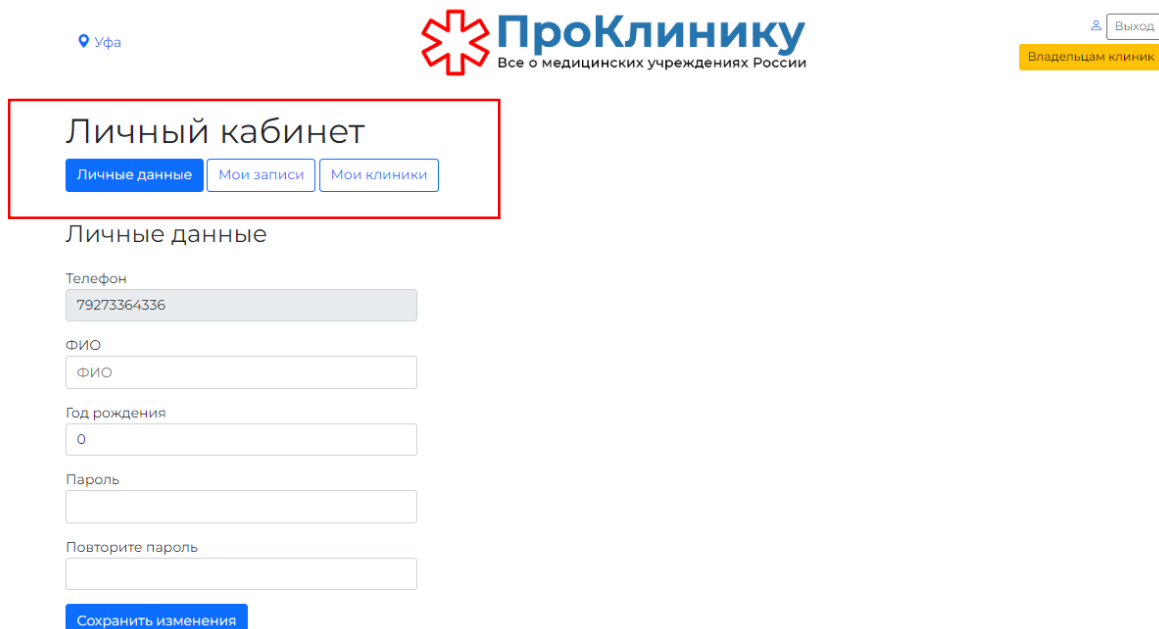 Уфа
ПроКлинику
Все о медицинских учреждениях России
Выход
Владельцам клиник
Личный кабинет
Личные данные Мои записи Мои клиники
Личные данные
Телефон
79273364336
ФИО
ФИО
Год рождения
0
Пароль
Повторите пароль
Сохранить изменения